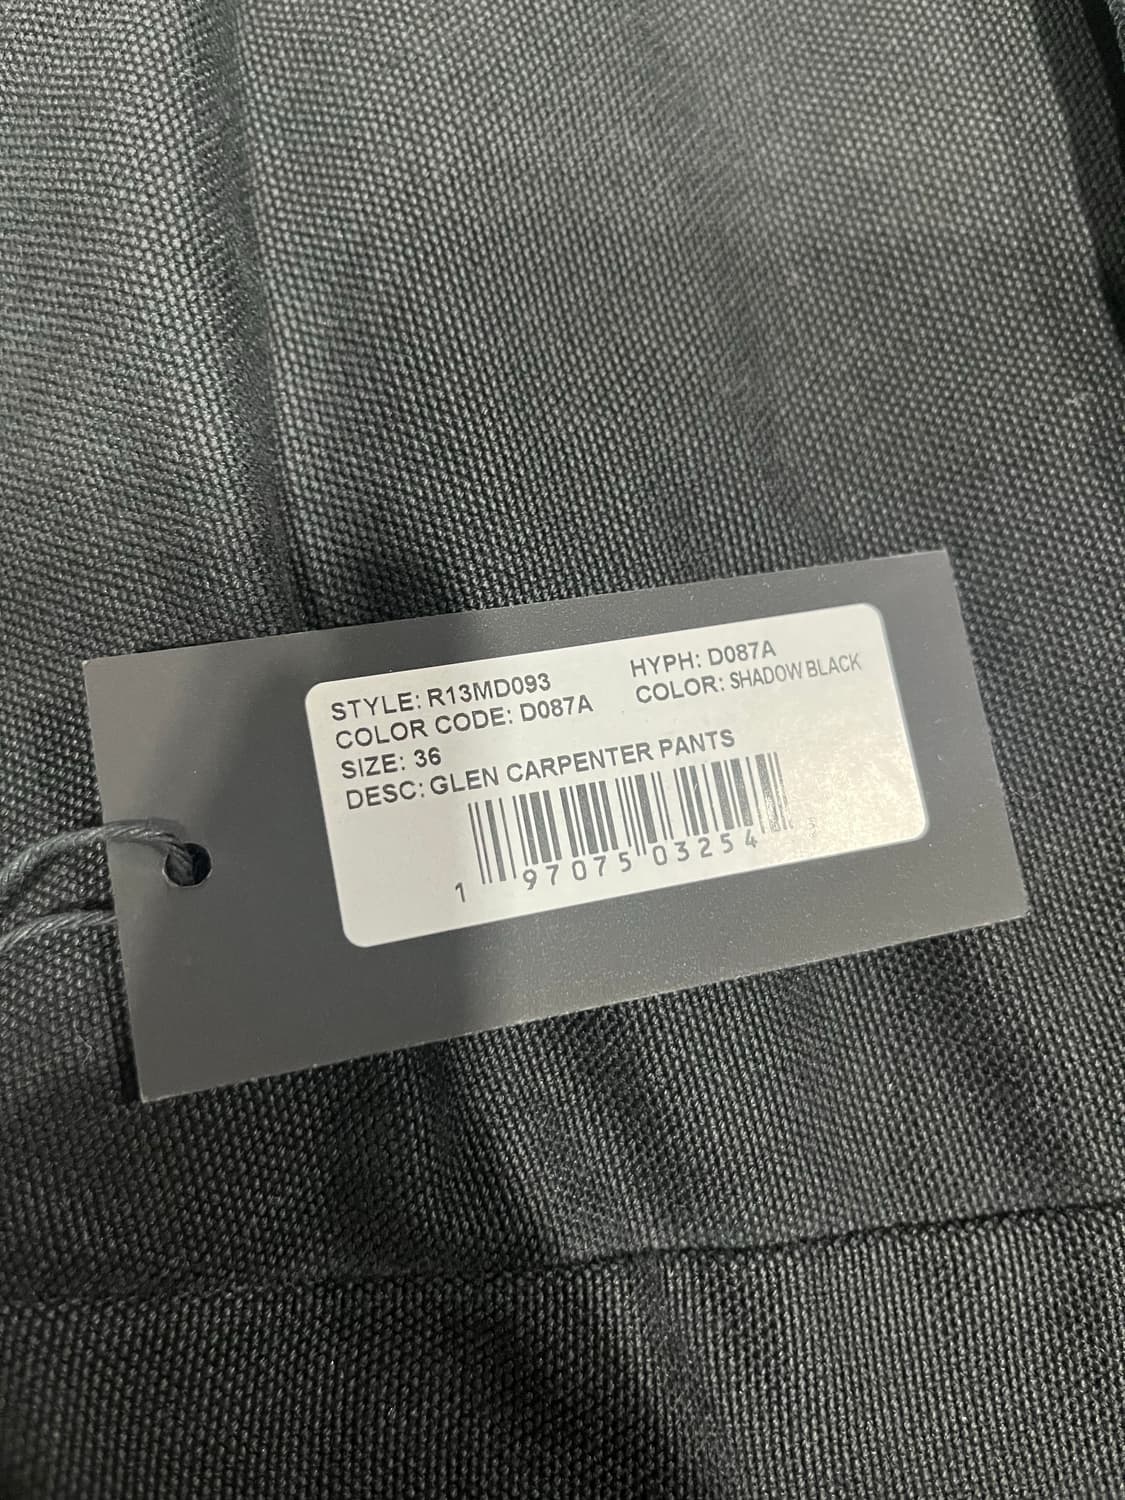 STYLE: R13MD093 HYPH: D087A
COLOR CODE: D087A COLOR: SHADOW BLACK
SIZE: 36
DESC: GLEN CARPENTER PANTS
1 97075 03254